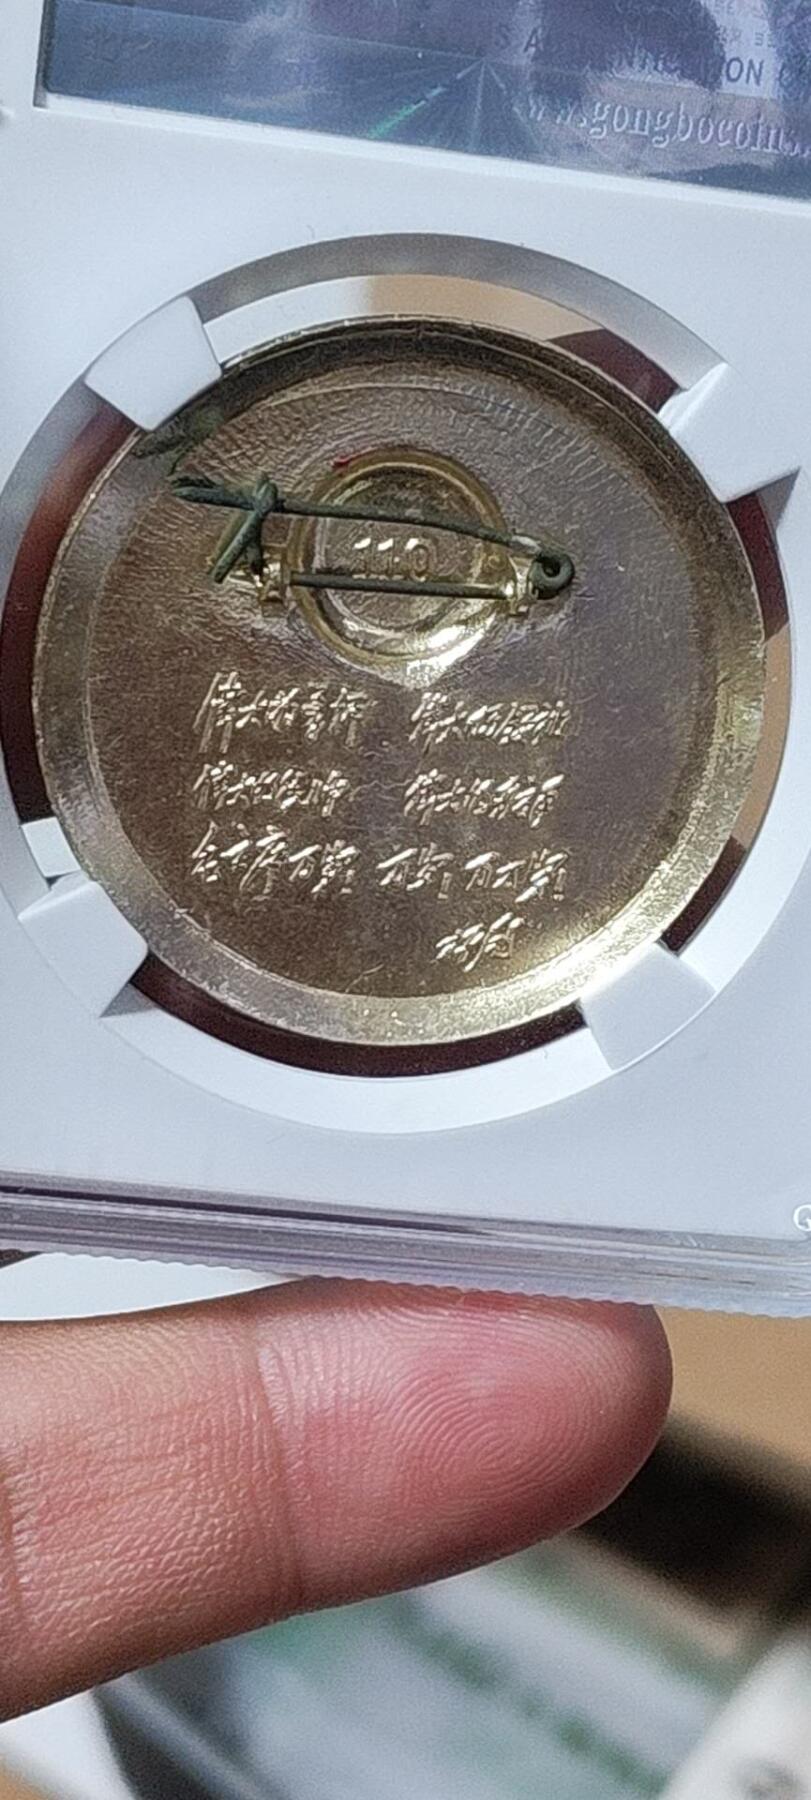 ON
www.gongbocoin
110
伟大的导师 伟大的领袖
伟大的统帅 伟大的舵手
毛主席万岁! 万岁! 万万岁!
林彪